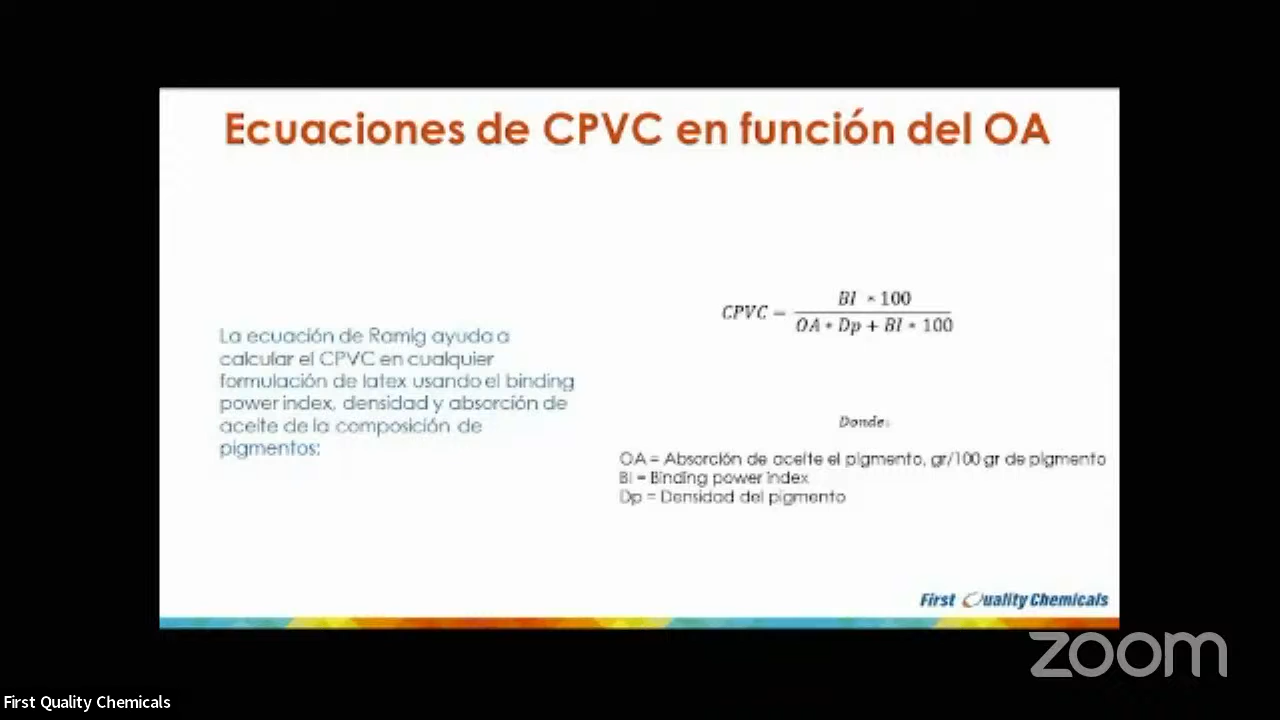 Ecuaciones de CPVC en función del OA
La ecuación de Ramig ayuda a
calcular el CPVC en cualquier
formulación de latex usando el binding
power index, densidad y absorción de
aceite de la composición de
pigmentos:
CPVC = BI * 100 / OA * Dp + BI * 100
Donde:
OA = Absorción de aceite el pigmento, gr/100 gr de pigmento
BI = Binding power index
Dp = Densidad del pigmento
First Quality Chemicals
zoom
First Quality Chemicals